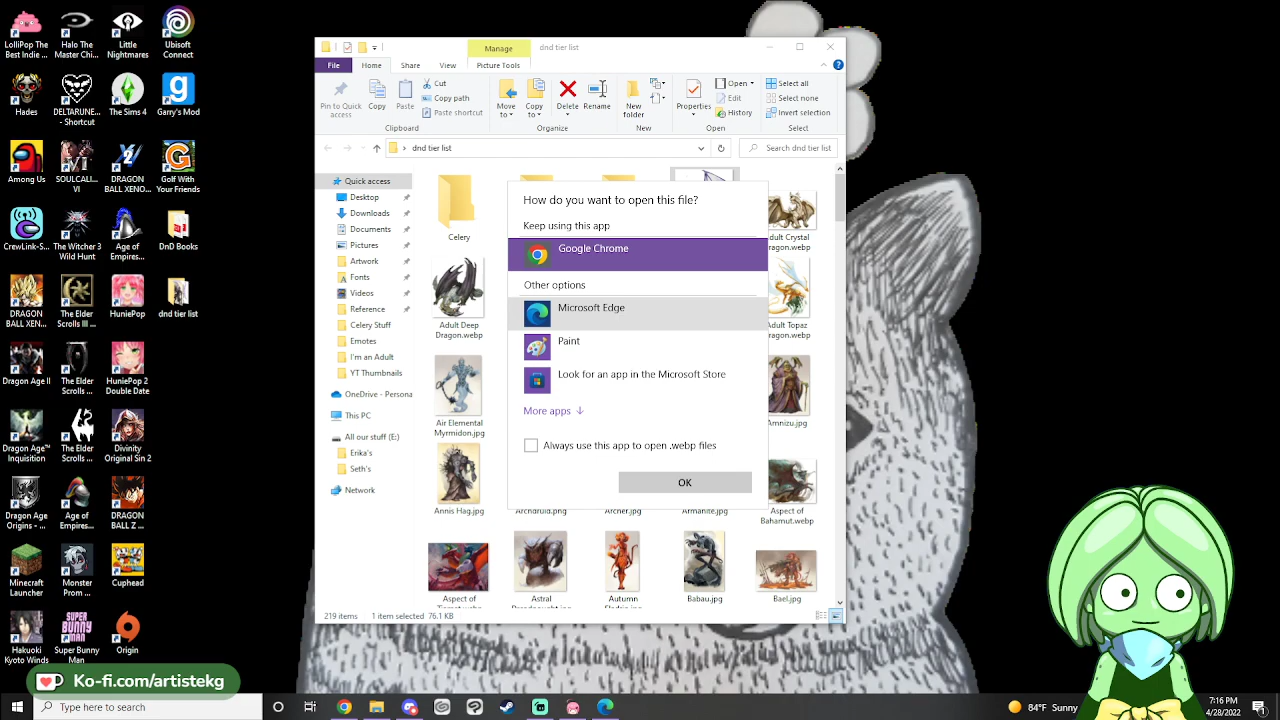 LolliPop The Best Indie ...
Halo The Master Chi...
Little Nightmares
Ubisoft Connect
Hades
DELTARUNE - Shortcut
The Sims 4
Garry's Mod
Among Us
SOULCALI... VI
DRAGON BALL XENO...
Golf With Your Friends
Crewlink-S...
The Witcher 3 Wild Hunt
Age of Empires...
DnD Books
DRAGON BALL XEN...
The Elder Scrolls III ...
HuniePop
dnd tier list
Dragon Age II
The Elder Scrolls ...
HuniePop 2 Double Date
Dragon Age™ Inquisition
The Elder Scrolls ...
Divinity Original Sin 2
Dragon Age Origins - ...
Age of Empires...
DRAGON BALL Z ...
Minecraft Launcher
Monster Prom ...
Cuphead
Hakuoki Kyoto Winds
Super Bunny Man
Origin
Ko-fi.com/artistekg
Manage
dnd tier list
File
Home
Share
View
Picture Tools
Pin to Quick access
Copy
Paste
Cut
Copy path
Paste shortcut
Clipboard
Move to
Copy to
Delete
Rename
Organize
New folder
New
Properties
Open
Edit
History
Open
Select all
Select none
Invert selection
Select
dnd tier list
Search dnd tier list
Quick access
Desktop
Downloads
Documents
Pictures
Artwork
Fonts
Videos
Reference
Celery Stuff
Emotes
I'm an Adult
YT Thumbnails
OneDrive - Persona
This PC
All our stuff (E:)
Erika's
Seth's
Network
Celery
dult Crystal
ragon.webp
Adult Deep
Dragon.webp
dult Topaz
ragon.webp
Air Elemental
Myrmidon.jpg
Amnizu.jpg
Annis Hag.jpg
Archdruid.png
Archer.jpg
Armanite.jpg
Aspect of
Bahamut.webp
Aspect of
Astral
Autumn
Babau.jpg
Bael.jpg
219 items
1 item selected 76.1 KB
How do you want to open this file?
Keep using this app
Google Chrome
Other options
Microsoft Edge
Paint
Look for an app in the Microsoft Store
More apps
Always use this app to open .webp files
OK
Type here to search
84°F Sunny
7:16 PM
4/28/2022
1